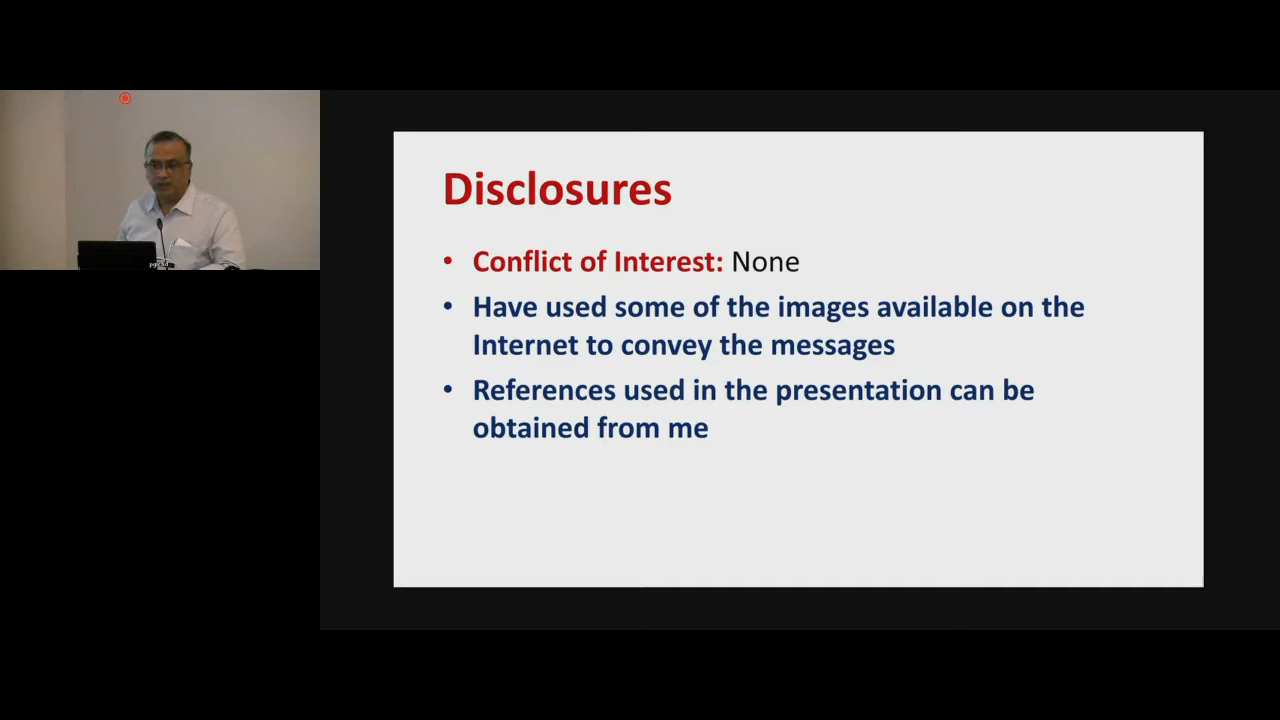 Disclosures
• Conflict of Interest: None
• Have used some of the images available on the
Internet to convey the messages
• References used in the presentation can be
obtained from me